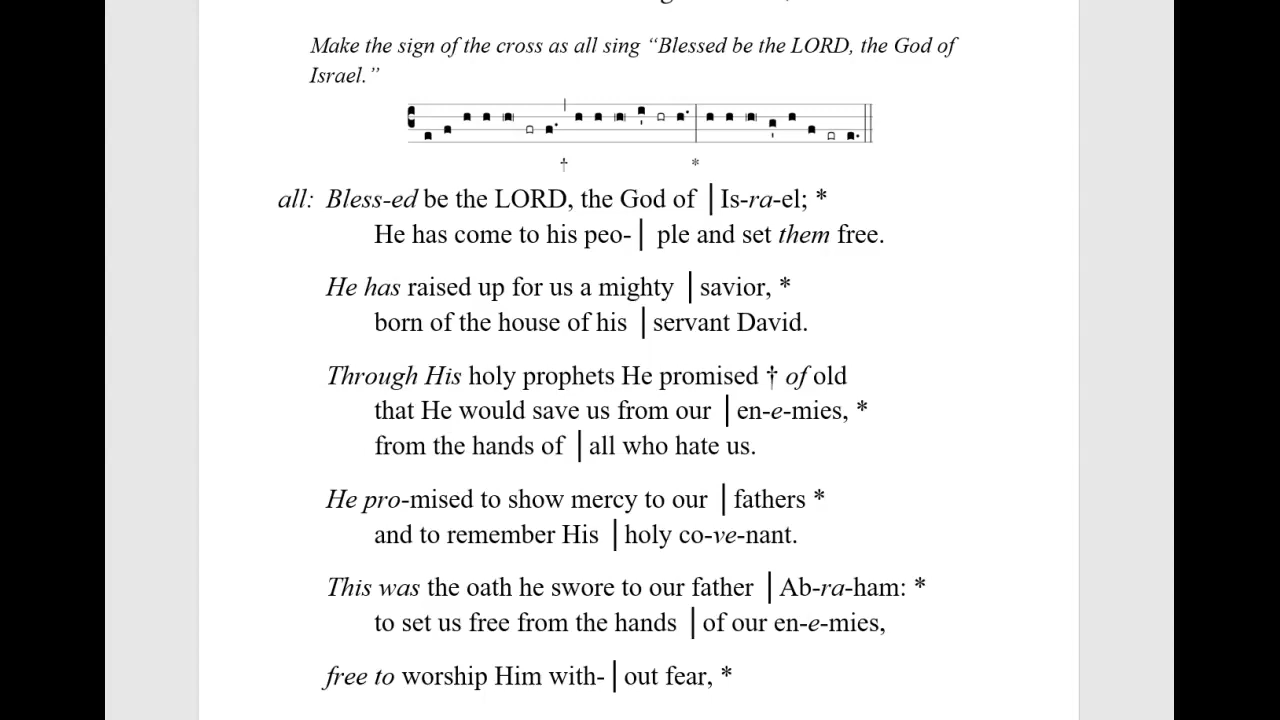 Make the sign of the cross as all sing “Blessed be the LORD, the God of
Israel.”
† *
all: Bless-ed be the LORD, the God of | Is-ra-el; *
He has come to his peo- | ple and set them free.
He has raised up for us a mighty | savior, *
born of the house of his | servant David.
Through His holy prophets He promised † of old
that He would save us from our | en-e-mies, *
from the hands of | all who hate us.
He pro-mised to show mercy to our | fathers *
and to remember His | holy co-ve-nant.
This was the oath he swore to our father | Ab-ra-ham: *
to set us free from the hands | of our en-e-mies,
free to worship Him with- | out fear, *